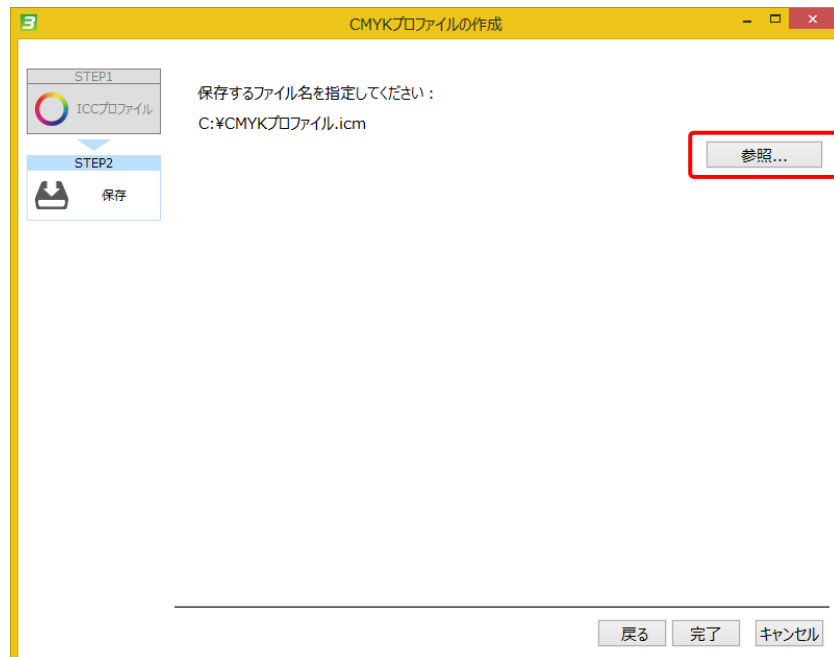 CMYKプロファイルの作成
STEP1
ICCプロファイル
STEP2
保存
保存するファイル名を指定してください：
C:¥CMYKプロファイル.icm
参照...
戻る
完了
キャンセル